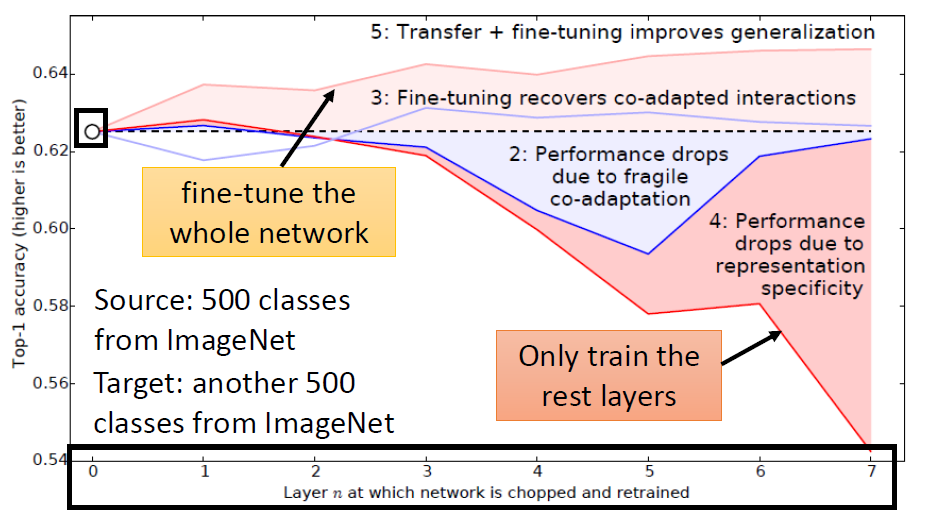 5: Transfer + fine-tuning improves generalization
0.64
3: Fine-tuning recovers co-adapted interactions
0.62
2: Performance drops
due to fragile
co-adaptation
fine-tune the
whole network
0.60
4: Performance
drops due to
representation
specificity
Top-1 accuracy (higher is better)
0.58
Source: 500 classes
from ImageNet
Only train the
rest layers
0.56
Target: another 500
classes from ImageNet
0.54
0 1 2 3 4 5 6 7
Layer n at which network is chopped and retrained